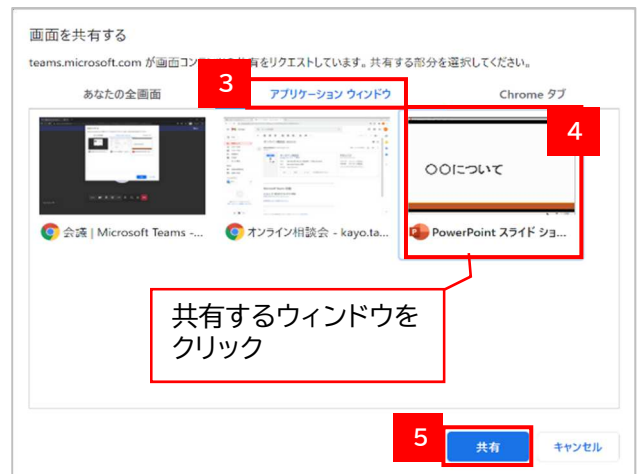 画面を共有する
teams.microsoft.com が画面コン をリクエストしています。共有する部分を選択してください。
3
あなたの全画面
アプリケーション ウィンドウ
Chrome タブ
4
〇〇について
会議 | Microsoft Teams -...
オンライン相談会 - kayo.ta...
PowerPoint スライド ショ...
共有するウィンドウを
クリック
5
共有
キャンセル